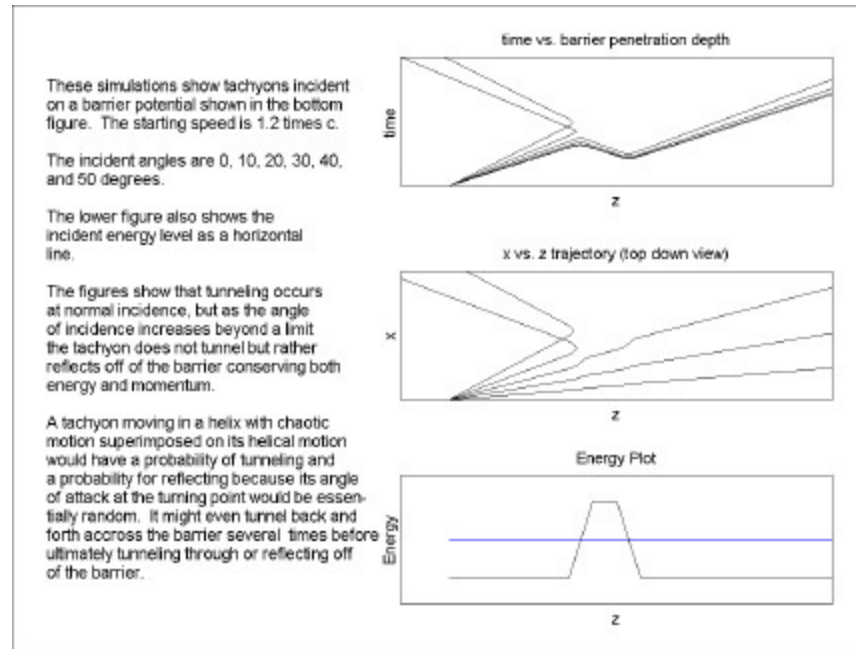 These simulations show tachyons incident
on a barrier potential shown in the bottom
figure. The starting speed is 1.2 times c.
The incident angles are 0, 10, 20, 30, 40,
and 50 degrees.
The lower figure also shows the
incident energy level as a horizontal
line.
The figures show that tunneling occurs
at normal incidence, but as the angle
of incidence increases beyond a limit
the tachyon does not tunnel but rather
reflects off of the barrier conserving both
energy and momentum.
A tachyon moving in a helix with chaotic
motion superimposed on its helical motion
would have a probability of tunneling and
a probability for reflecting because its angle
of attack at the turning point would be essen-
tially random. It might even tunnel back and
forth accross the barrier several times before
ultimately tunneling through or reflecting off
of the barrier.
time vs. barrier penetration depth
time
z
x vs. z trajectory (top down view)
x
z
Energy Plot
Energy
z